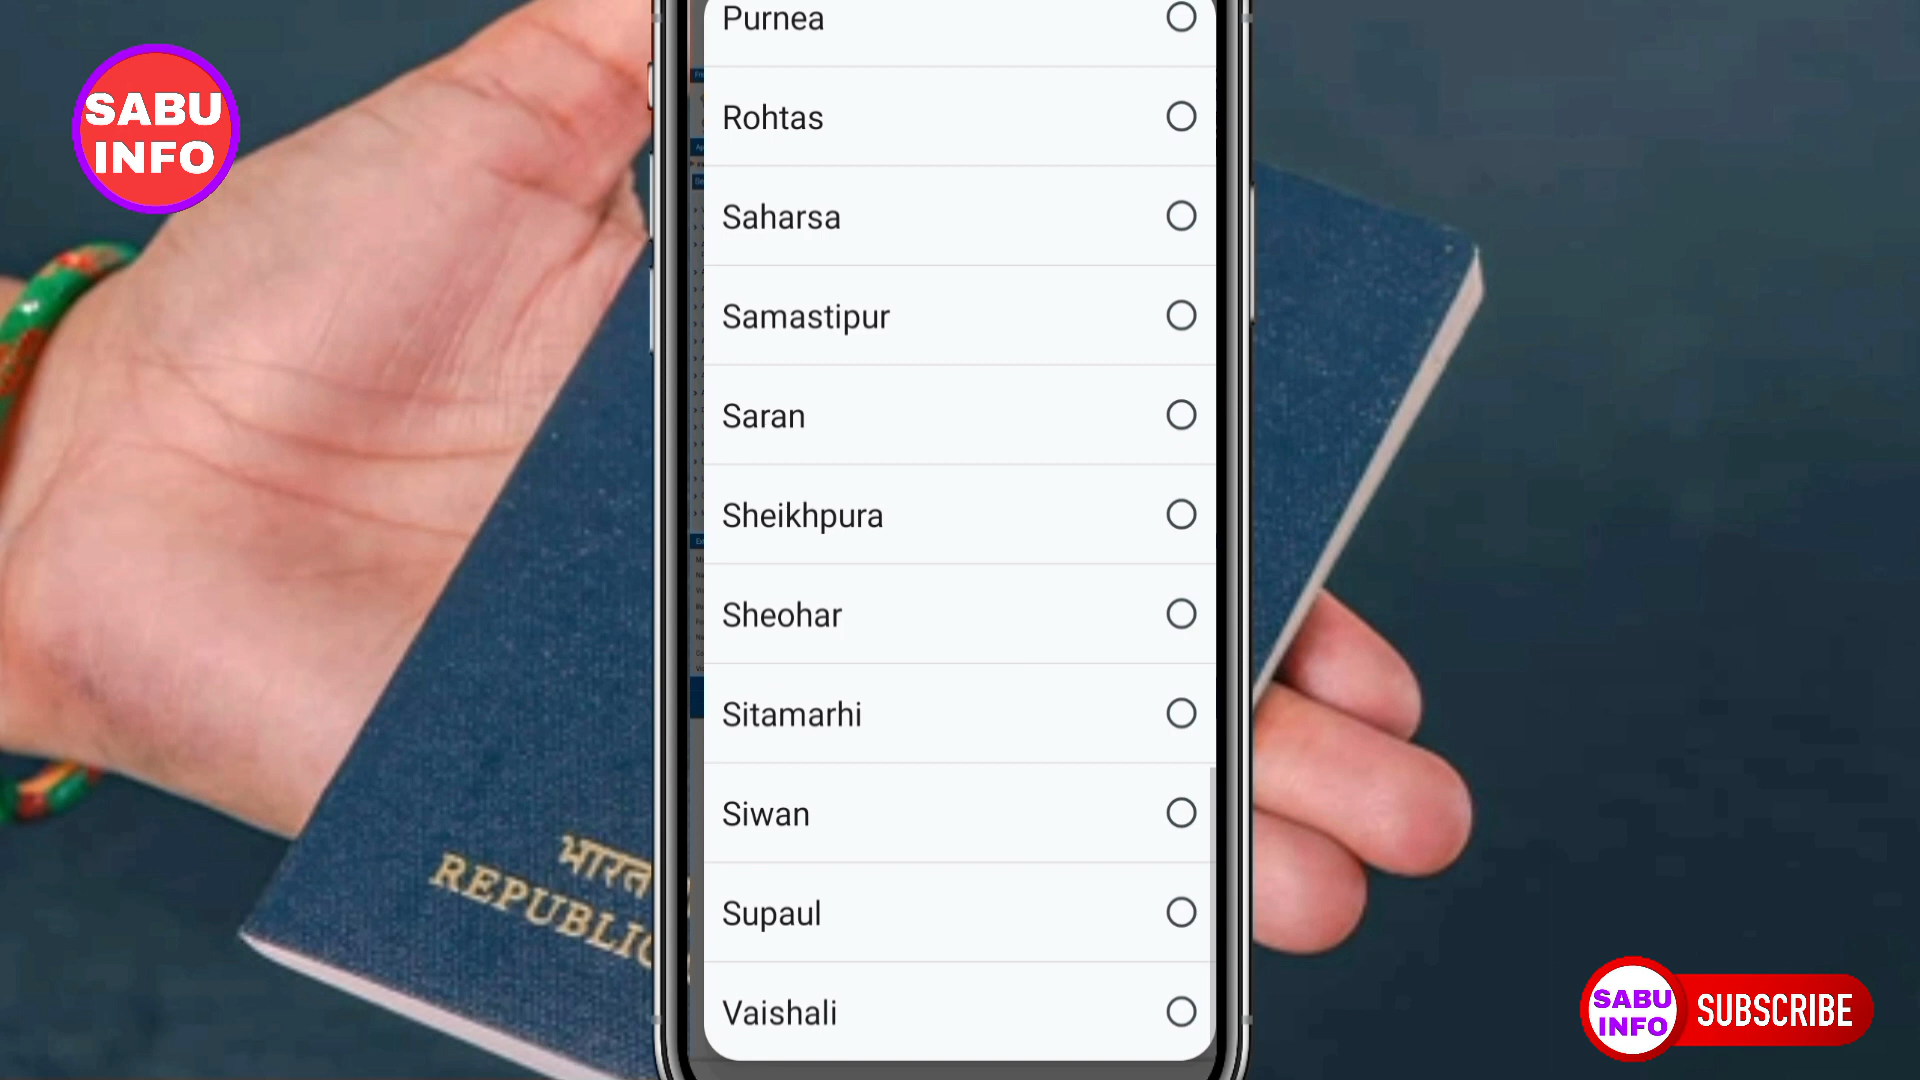 SABU
INFO
Purnea
Rohtas
Saharsa
Samastipur
Saran
Sheikhpura
Sheohar
Sitamarhi
Siwan
Supaul
Vaishali
भारत
REPUBLIC
SABU
INFO
SUBSCRIBE